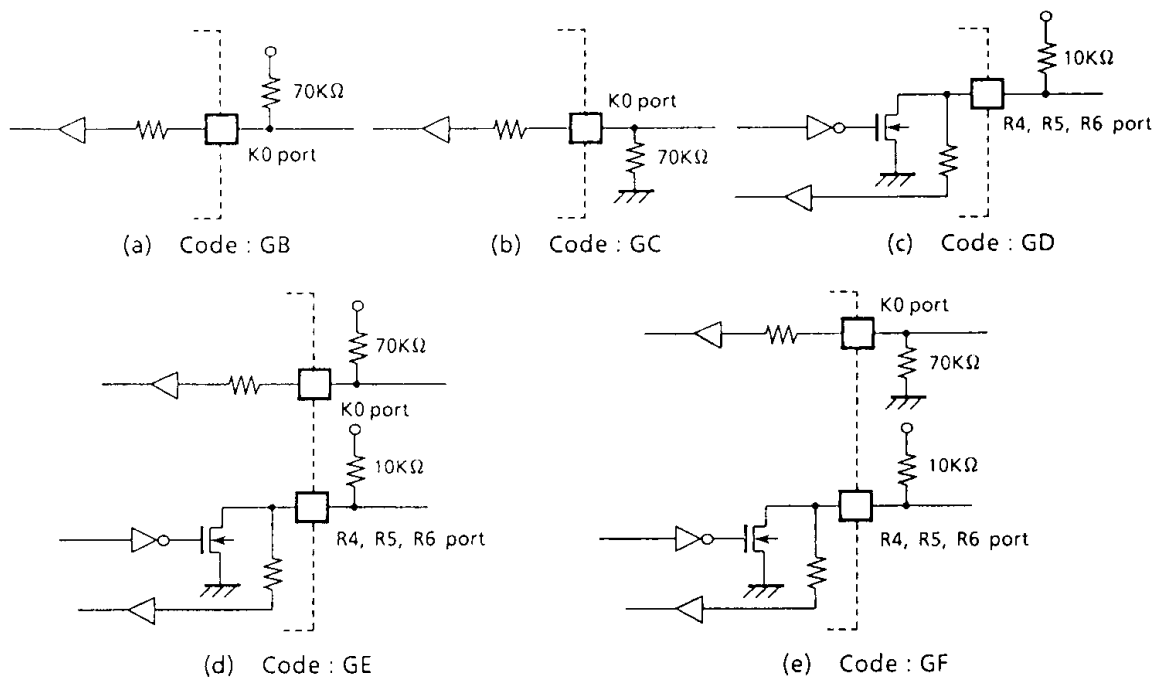 70KΩ
K0 port
(a) Code : GB
K0 port
70KΩ
(b) Code : GC
10KΩ
R4, R5, R6 port
(c) Code : GD
70KΩ
K0 port
10KΩ
R4, R5, R6 port
(d) Code : GE
K0 port
70KΩ
10KΩ
R4, R5, R6 port
(e) Code : GF